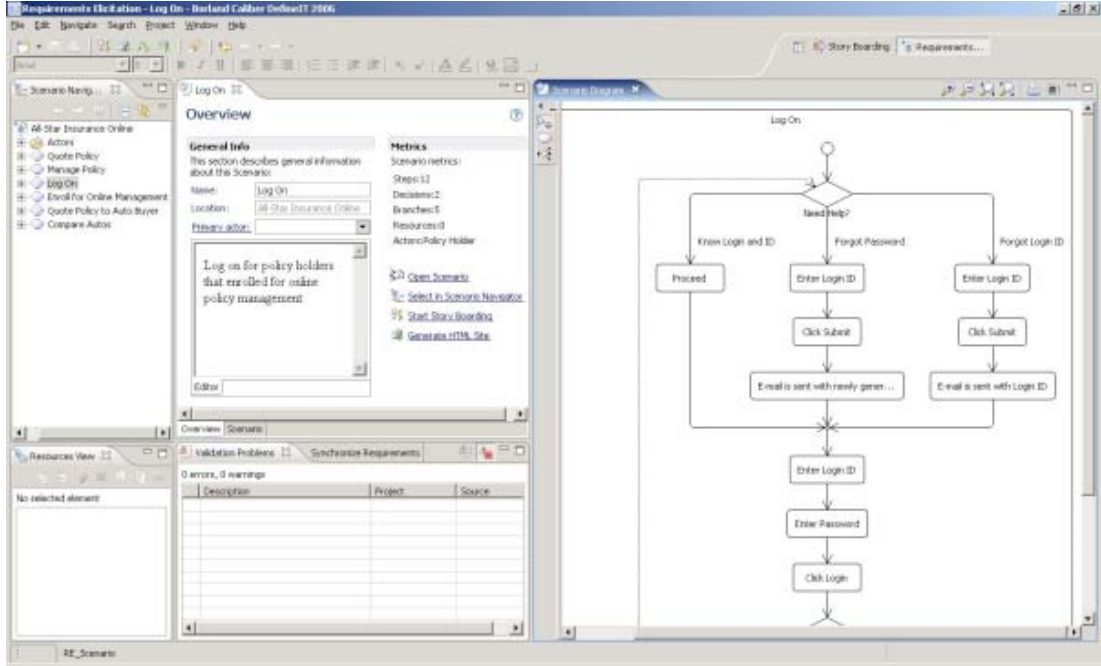 Requirements Elicitation - Log On - Borland Caliber DefineIT 2006
File Edit Navigate Search Project Window Help
Story Boarding
Requirements...
Arial
Scenario Navig...
All-Star Insurance Online
Actors
Quote Policy
Manage Policy
Log On
Enroll for Online Management
Quote Policy to Auto Buyer
Compare Autos
Log On
Overview
General Info
This section describes general information
about this Scenario:
Name: Log On
Location: All-Star Insurance Online
Primary actor:
Log on for policy holders
that enrolled for online
policy management
Editor
Metrics
Scenario metrics:
Steps:12
Decisions:2
Branches:5
Resources:0
Actors:Policy Holder
Open Scenario
Select in Scenario Navigator
Start Story Boarding
Generate HTML Site
Overview Scenario
Scenario Diagram
Log On
Need Help?
Know Login and ID
Forgot Password
Forgot Login ID
Proceed
Enter Login ID
Enter Login ID
Click Submit
Click Submit
E-mail is sent with newly gener...
E-mail is sent with Login ID
Enter Login ID
Enter Password
Click Login
Resources View
No selected element
Validation Problems
Synchronize Requirements
0 errors, 0 warnings
Description Project Source
RE_Scenario